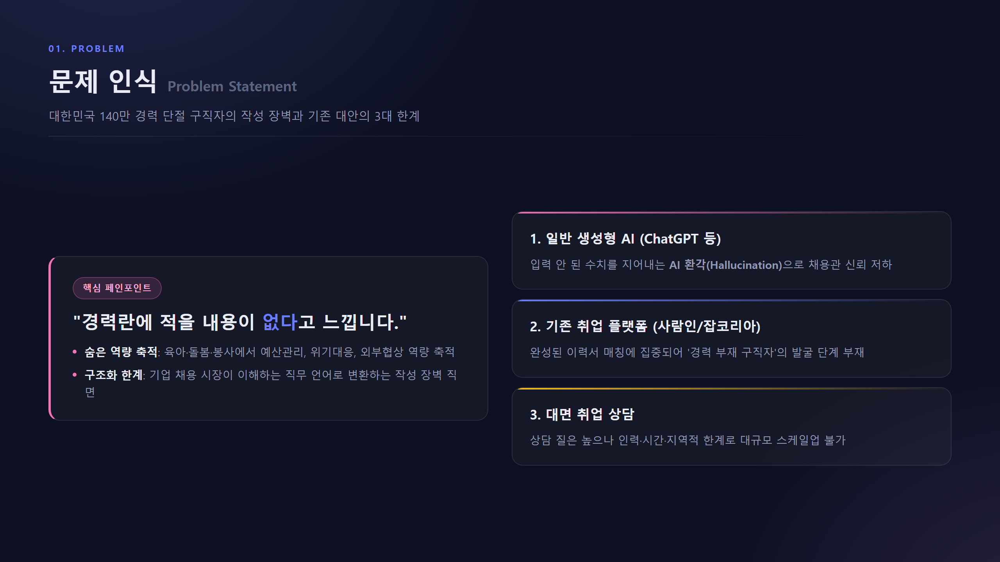 01. PROBLEM
문제 인식 Problem Statement
대한민국 140만 경력 단절 구직자의 작성 장벽과 기존 대안의 3대 한계
핵심 페인포인트
"경력란에 적을 내용이 없다고 느낍니다."
숨은 역량 축적: 육아·돌봄·봉사에서 예산관리, 위기대응, 외부협상 역량 축적
구조화 한계: 기업 채용 시장이 이해하는 직무 언어로 변환하는 작성 장벽 직
면
1. 일반 생성형 AI (ChatGPT 등)
입력 안 된 수치를 지어내는 AI 환각(Hallucination)으로 채용관 신뢰 저하
2. 기존 취업 플랫폼 (사람인/잡코리아)
완성된 이력서 매칭에 집중되어 '경력 부재 구직자'의 발굴 단계 부재
3. 대면 취업 상담
상담 질은 높으나 인력·시간·지역적 한계로 대규모 스케일업 불가